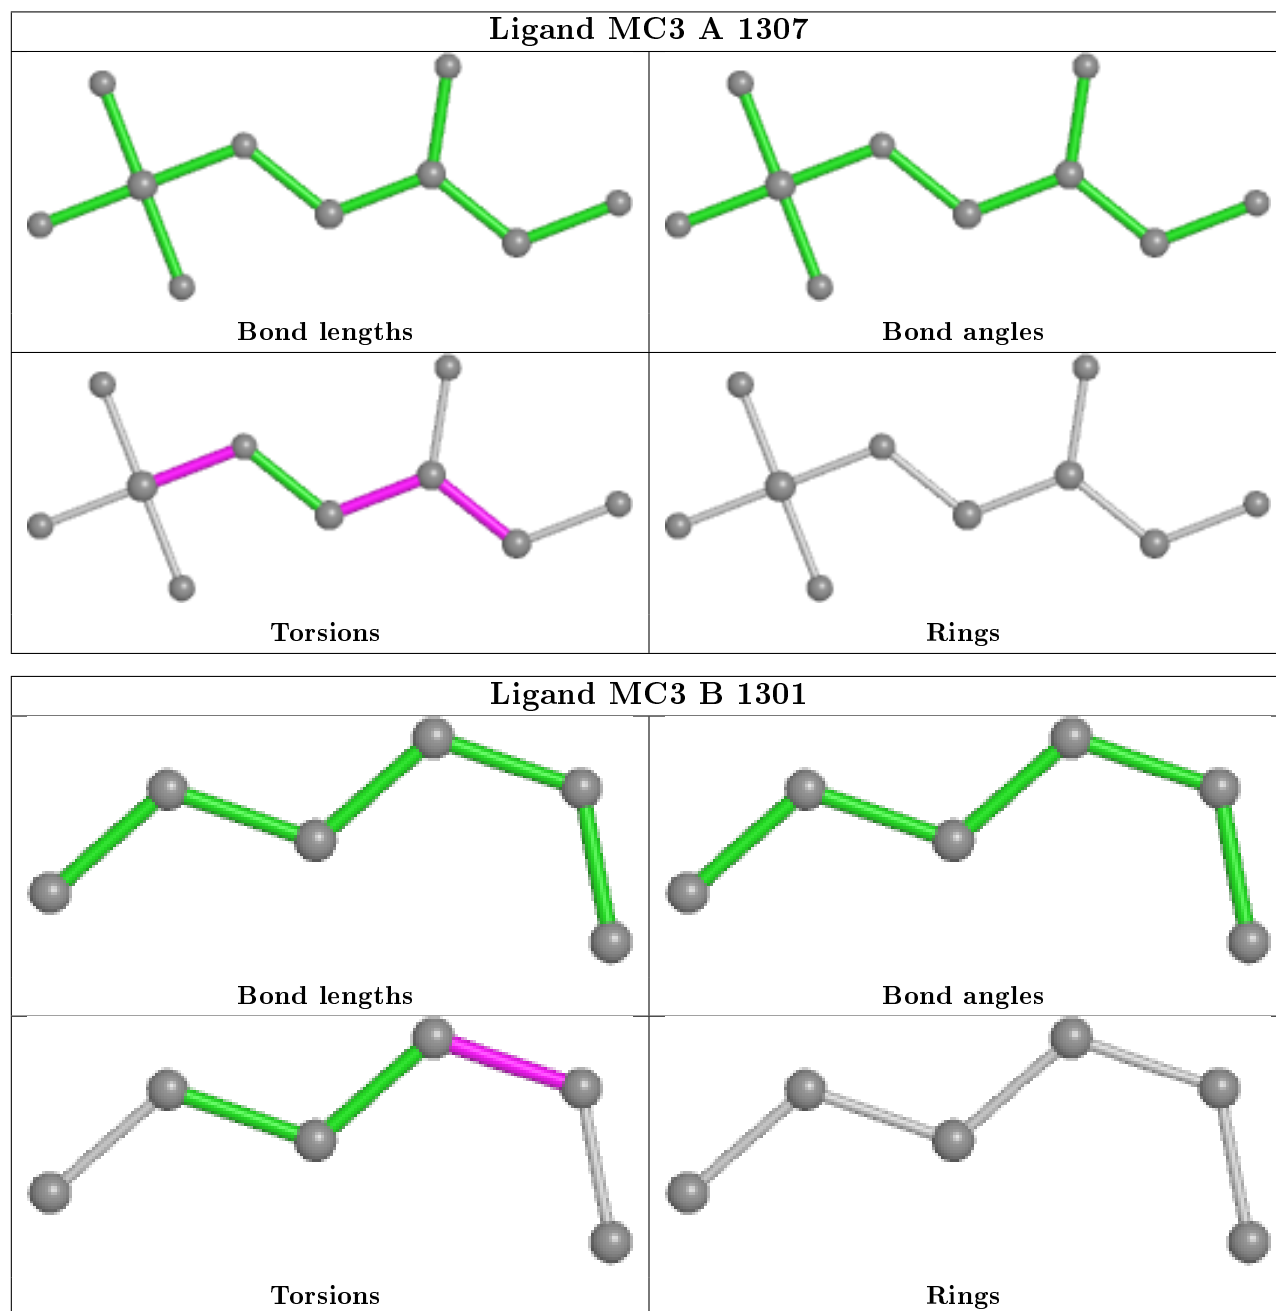 Ligand MC3 A 1307
Bond lengths
Bond angles
Torsions
Rings
Ligand MC3 B 1301
Bond lengths
Bond angles
Torsions
Rings